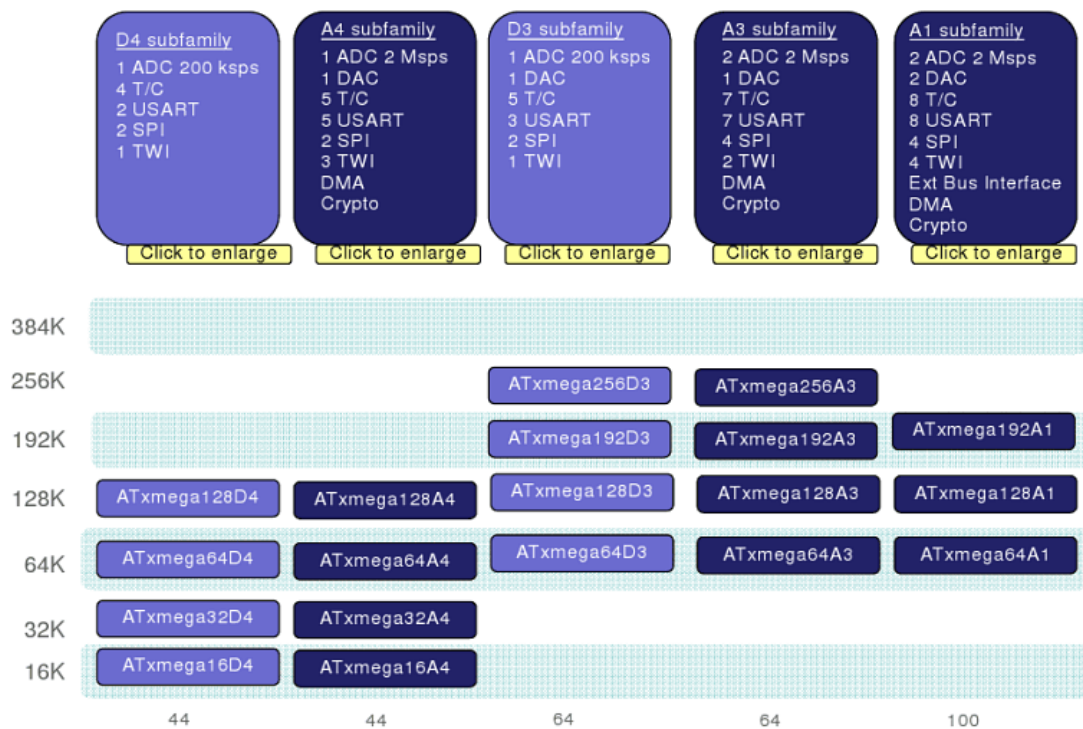 D4 subfamily
1 ADC 200 ksps
4 T/C
2 USART
2 SPI
1 TWI
A4 subfamily
1 ADC 2 Msps
1 DAC
5 T/C
5 USART
2 SPI
3 TWI
DMA
Crypto
D3 subfamily
1 ADC 200 ksps
1 DAC
5 T/C
3 USART
2 SPI
1 TWI
A3 subfamily
2 ADC 2 Msps
1 DAC
7 T/C
7 USART
4 SPI
2 TWI
DMA
Crypto
A1 subfamily
2 ADC 2 Msps
2 DAC
8 T/C
8 USART
4 SPI
4 TWI
Ext Bus Interface
DMA
Crypto
Click to enlarge
Click to enlarge
Click to enlarge
Click to enlarge
Click to enlarge
384K
256K
ATxmega256D3
ATxmega256A3
192K
ATxmega192D3
ATxmega192A3
ATxmega192A1
128K
ATxmega128D4
ATxmega128A4
ATxmega128D3
ATxmega128A3
ATxmega128A1
64K
ATxmega64D4
ATxmega64A4
ATxmega64D3
ATxmega64A3
ATxmega64A1
32K
ATxmega32D4
ATxmega32A4
16K
ATxmega16D4
ATxmega16A4
44
44
64
64
100